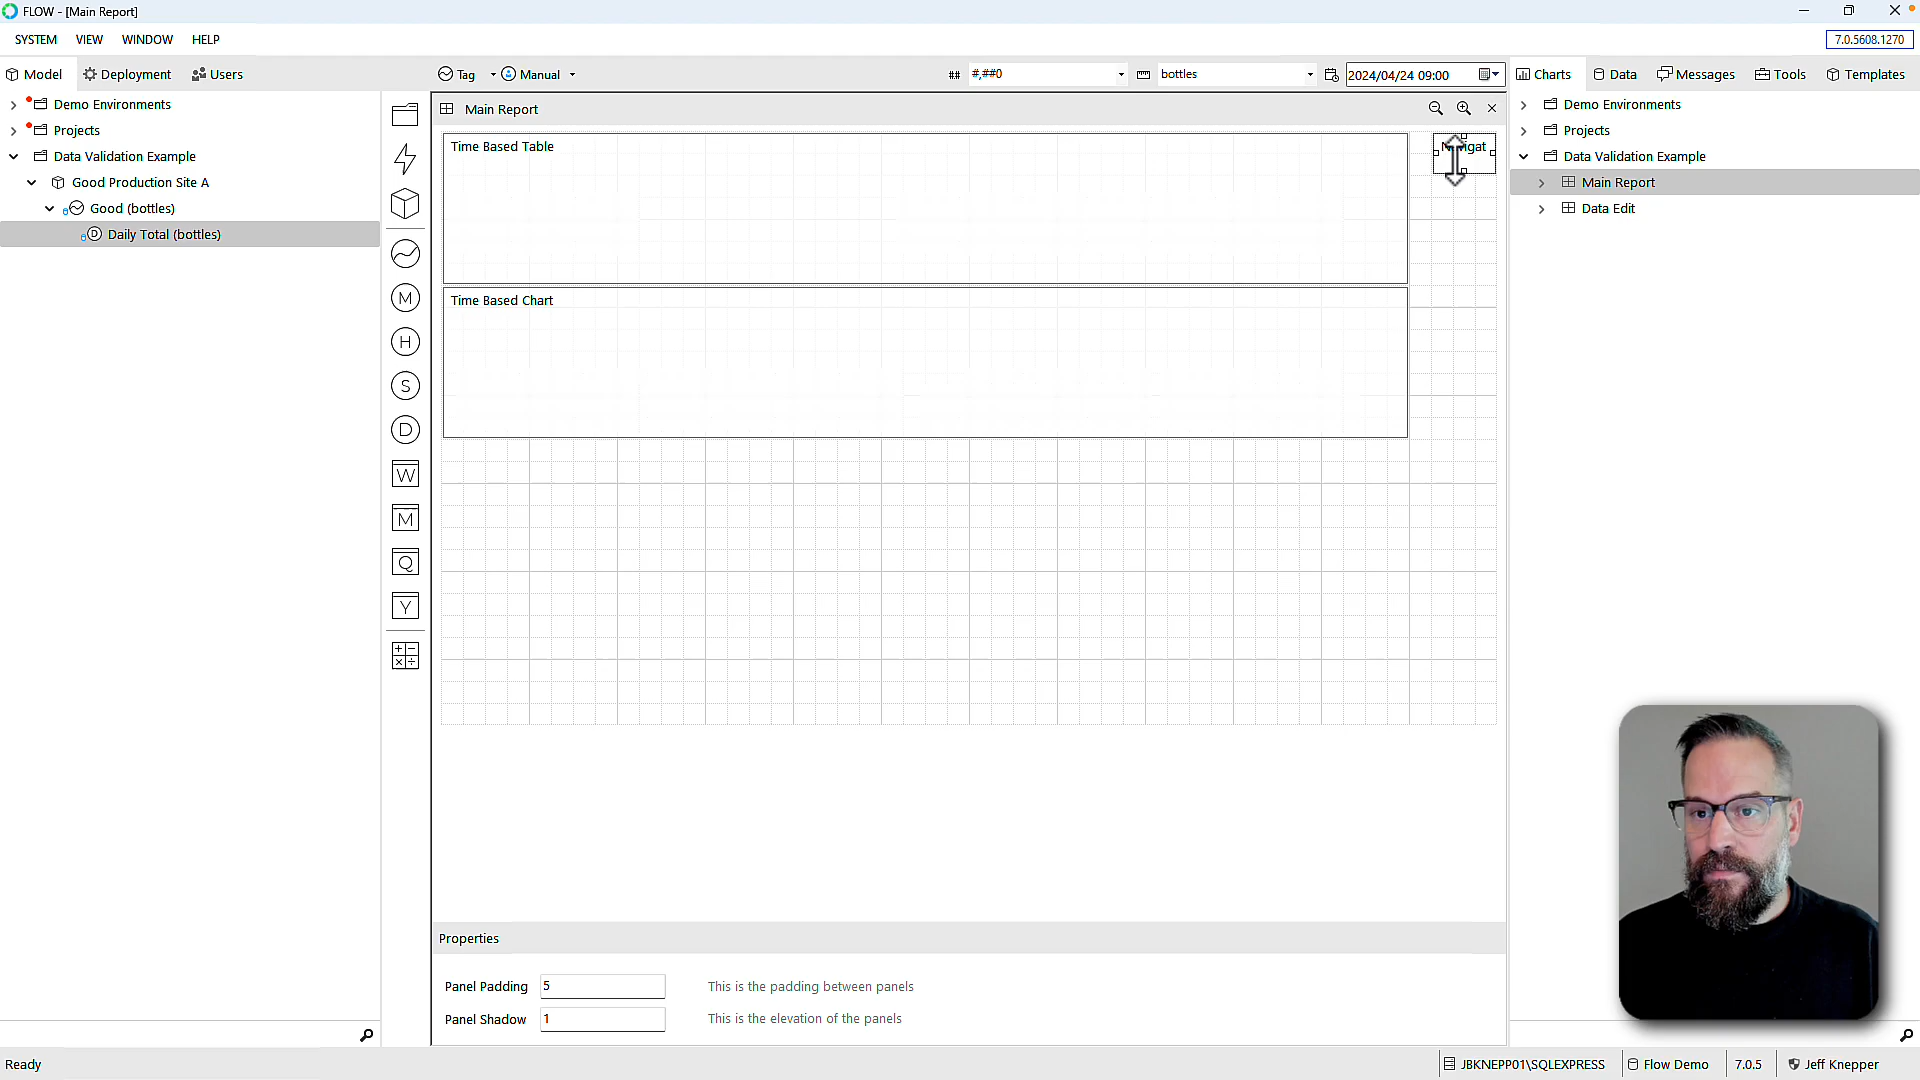 FLOW - [Main Report]
SYSTEM VIEW WINDOW HELP
7.0.5608.1270
Model Deployment Users
Tag Manual
## #,##0 bottles 2024/04/24 09:00
Charts Data Messages Tools Templates
Demo Environments
Projects
Data Validation Example
Good Production Site A
Good (bottles)
D Daily Total (bottles)
M
H
S
D
W
M
Q
Y
Main Report
Time Based Table
Time Based Chart
Demo Environments
Projects
Data Validation Example
Main Report
Data Edit
Properties
Panel Padding 5 This is the padding between panels
Panel Shadow 1 This is the elevation of the panels
Ready
JBKNEPP01\SQLEXPRESS Flow Demo 7.0.5 Jeff Knepper